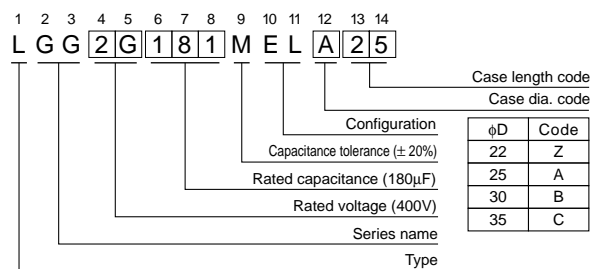 1 2 3 4 5 6 7 8 9 10 11 12 13 14
L G G 2 G 1 8 1 M E L A 2 5
Case length code
Case dia. code
Configuration
Capacitance tolerance (± 20%)
Rated capacitance (180μF)
Rated voltage (400V)
Series name
Type
ϕD Code
22 Z
25 A
30 B
35 C